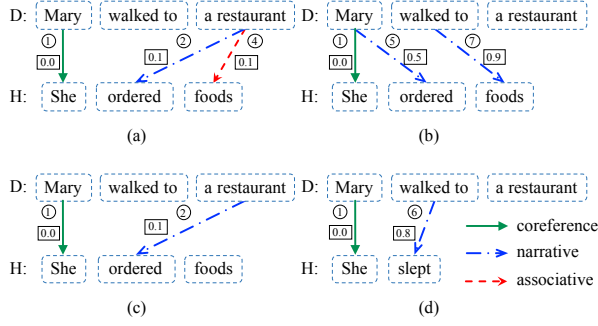 D: Mary walked to a restaurant
① ② ④
0.0 0.1 0.1
H: She ordered foods
(a)
D: Mary walked to a restaurant
① ⑤ ⑦
0.0 0.5 0.9
H: She ordered foods
(b)
D: Mary walked to a restaurant
① ②
0.0 0.1
H: She ordered foods
(c)
D: Mary walked to a restaurant
① ⑥
0.0 0.8
H: She slept
(d)
coreference
narrative
associative